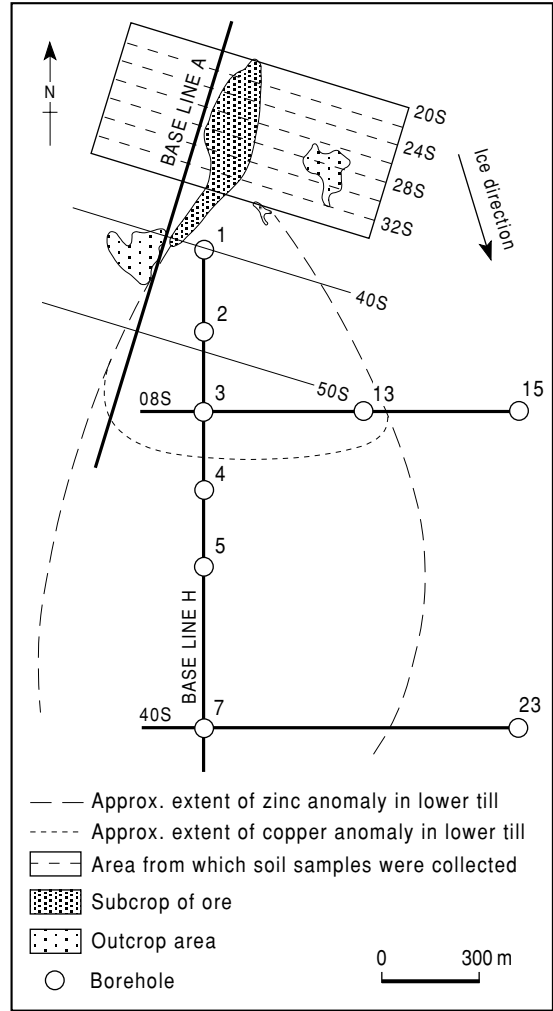 N
BASE LINE A
20S
24S
28S
32S
Ice direction
1
40S
2
50S
08S
3
13
15
4
5
BASE LINE H
40S
7
23
Approx. extent of zinc anomaly in lower till
Approx. extent of copper anomaly in lower till
Area from which soil samples were collected
Subcrop of ore
Outcrop area
Borehole
0 300 m